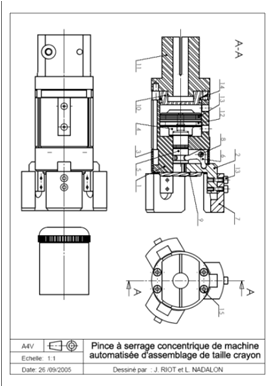 A-A
A
A
A4V
Echelle: 1:1
Date: 26 /09/2005
Pince à serrage concentrique de machine
automatisée d'assemblage de taille crayon
Dessiné par : J. RIOT et L. NADALON